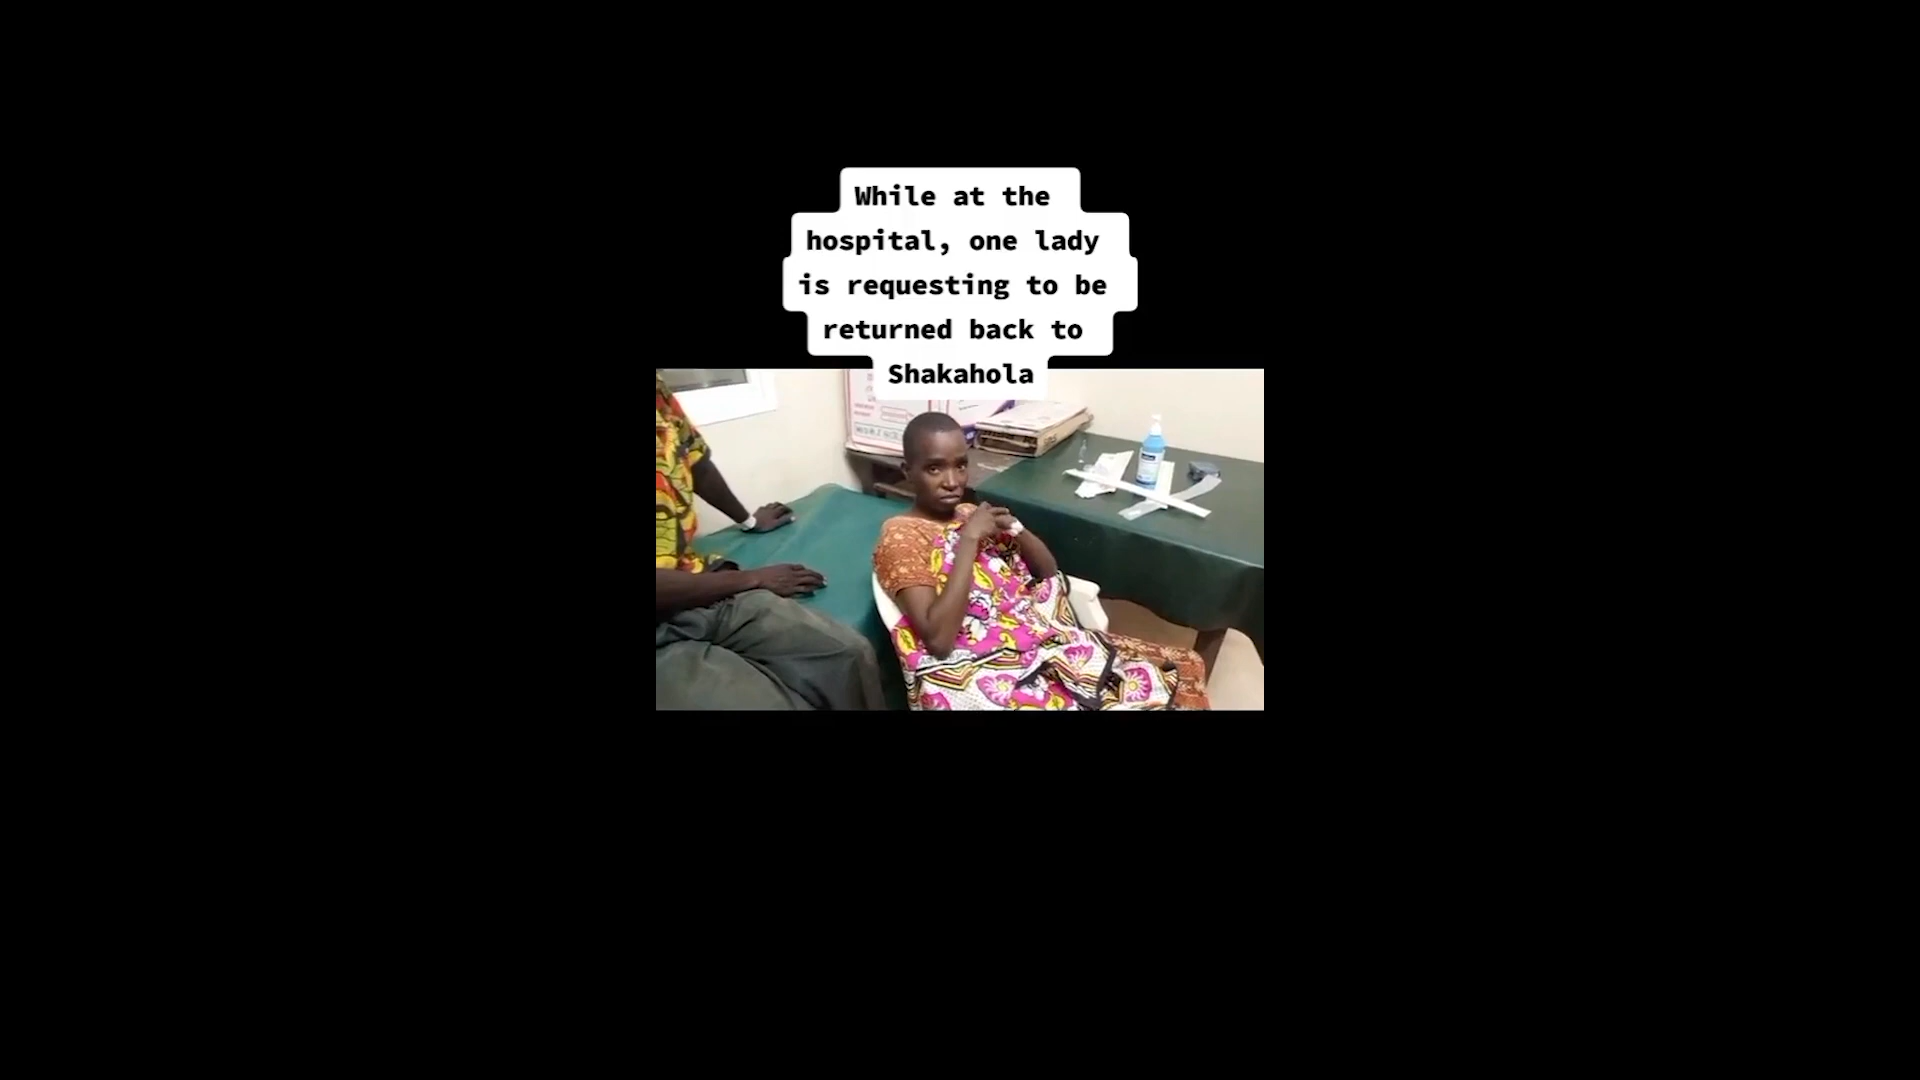 While at the
hospital, one lady
is requesting to be
returned back to
Shakahola